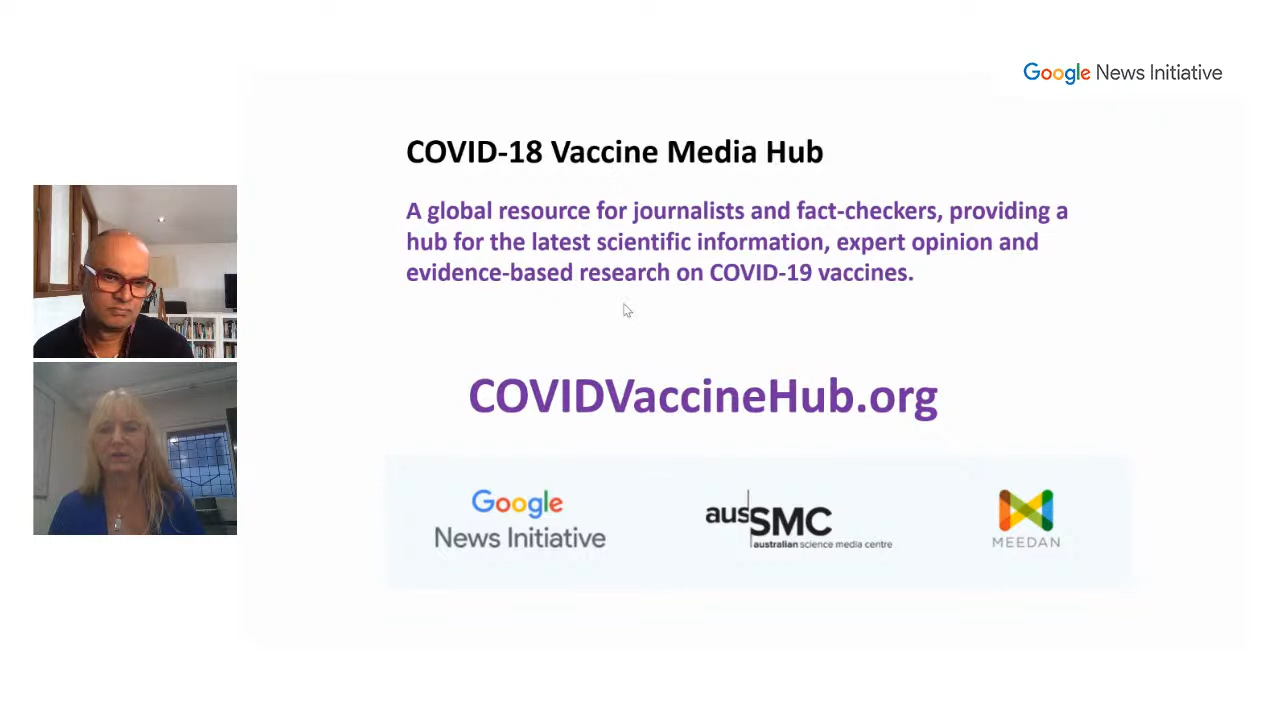 Google News Initiative
COVID-18 Vaccine Media Hub
A global resource for journalists and fact-checkers, providing a
hub for the latest scientific information, expert opinion and
evidence-based research on COVID-19 vaccines.
COVIDVaccineHub.org
Google
News Initiative
ausSMC
australian science media centre
MEEDAN